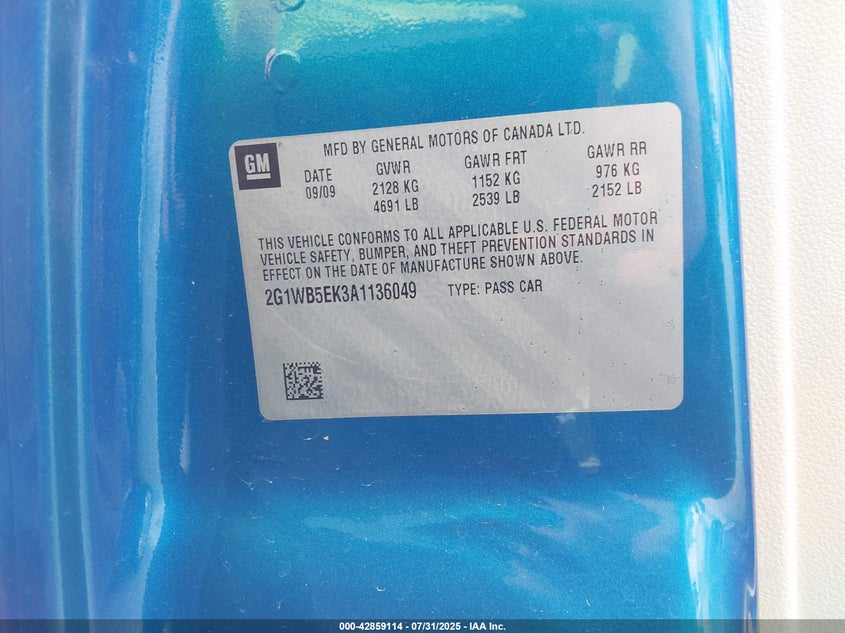 GM
MFD BY GENERAL MOTORS OF CANADA LTD.
DATE GVWR GAWR FRT GAWR RR
09/09 2128 KG 1152 KG 976 KG
4691 LB 2539 LB 2152 LB
THIS VEHICLE CONFORMS TO ALL APPLICABLE U.S. FEDERAL MOTOR
VEHICLE SAFETY, BUMPER, AND THEFT PREVENTION STANDARDS IN
EFFECT ON THE DATE OF MANUFACTURE SHOWN ABOVE.
2G1WB5EK3A1136049 TYPE: PASS CAR
000-42859114 - 07/31/2025 - IAA Inc.